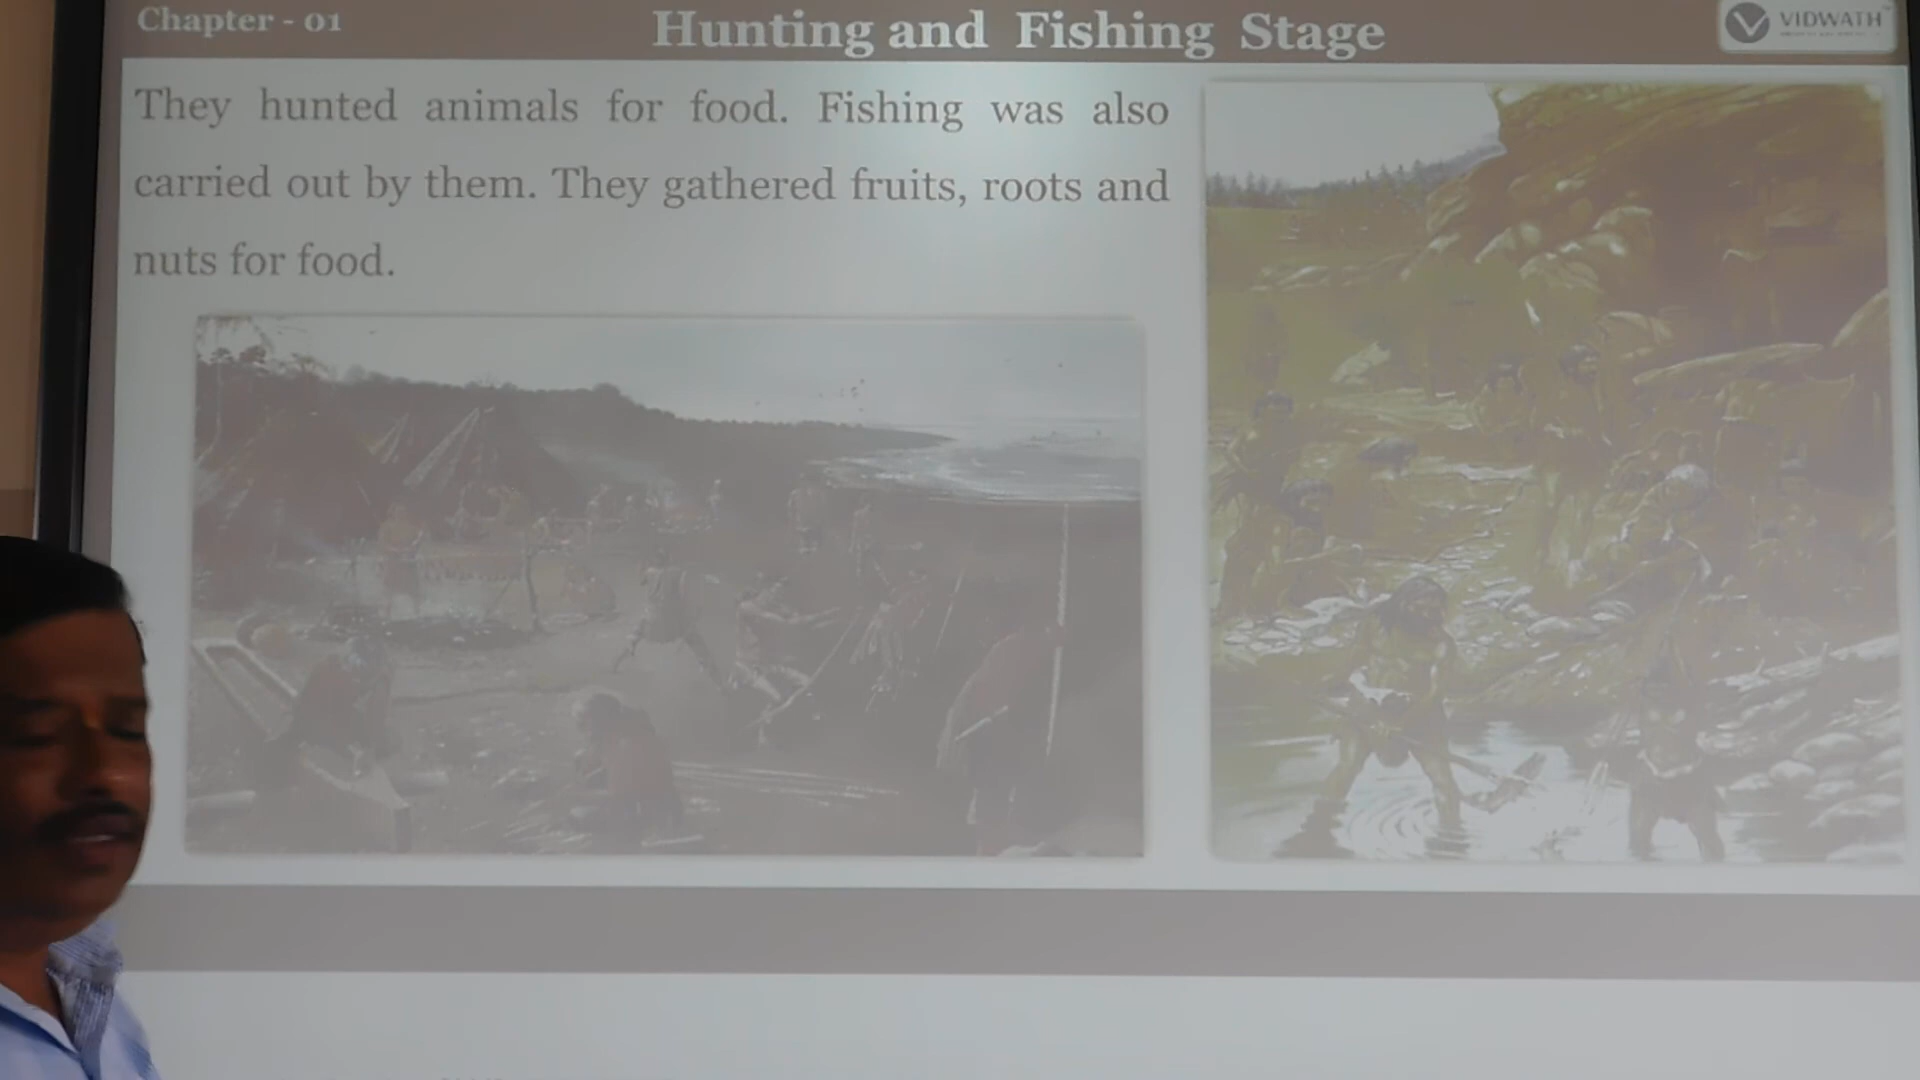 Chapter - 01
Hunting and Fishing Stage
VIDWATH
They hunted animals for food. Fishing was also
carried out by them. They gathered fruits, roots and
nuts for food.